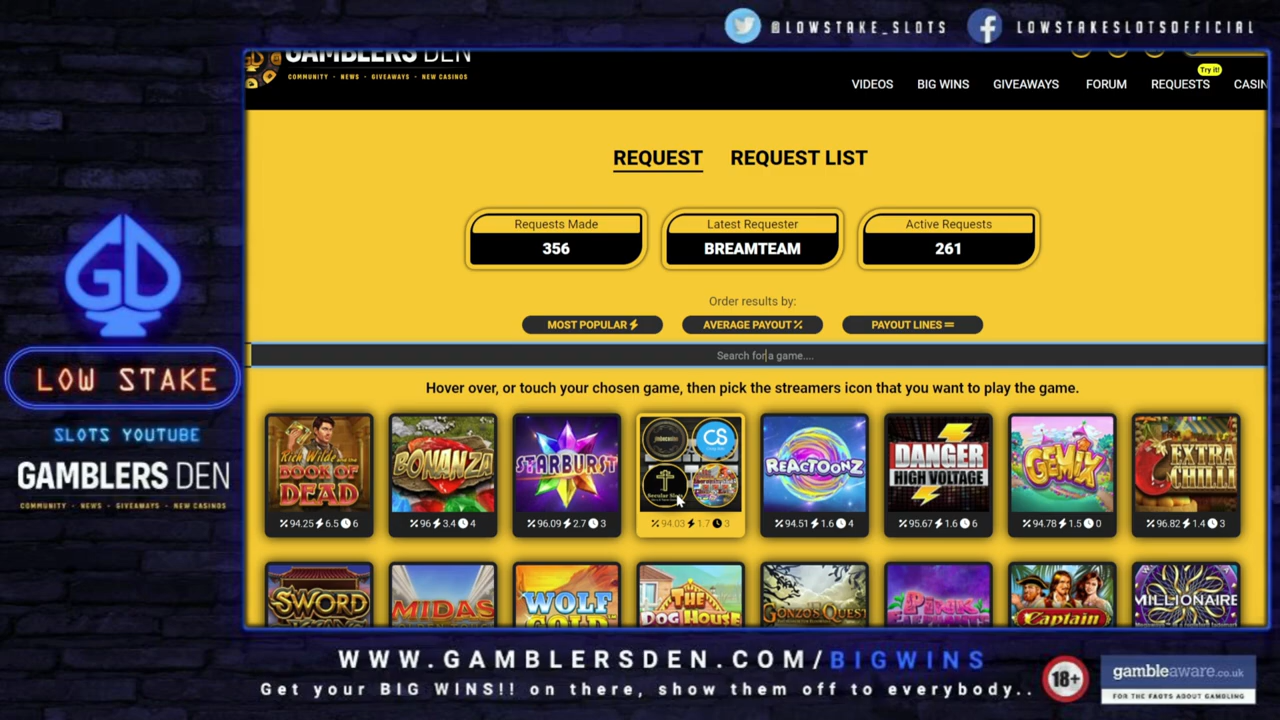 @LOWSTAKE_SLOTS
LOWSTAKESLOTSOFFICIAL
GAMBLERS DEN
COMMUNITY • NEWS • GIVEAWAYS • NEW CASINOS
VIDEOS
BIG WINS
GIVEAWAYS
FORUM
Try it!
REQUESTS
CASIN
REQUEST
REQUEST LIST
Requests Made
356
Latest Requester
BREAMTEAM
Active Requests
261
Order results by:
MOST POPULAR
AVERAGE PAYOUT
PAYOUT LINES
Search for a game....
Hover over, or touch your chosen game, then pick the streamers icon that you want to play the game.
Rich Wilde
BOOK OF
DEAD
BONANZA
STARBURST
CS
REACTOONZ
DANGER
HIGH VOLTAGE
GEMIX
EXTRA
CHILLI
94.25 6.5 6
96 3.4 4
96.09 2.7 3
94.03 1.7 3
94.51 1.6 4
95.67 1.6 6
94.78 1.5 0
96.82 1.4 3
SWORD
MIDAS
WOLF
GOLD
THE
DOG HOUSE
GONZO'S QUEST
PINK
Captain
MILLIONAIRE
GD
LOW STAKE
SLOTS YOUTUBE
GAMBLERS DEN
COMMUNITY • NEWS • GIVEAWAYS • NEW CASINOS
WWW.GAMBLERSDEN.COM/BIGWINS
Get your BIG WINS!! on there, show them off to everybody..
18+
gambleaware.co.uk
FOR THE FACTS ABOUT GAMBLING